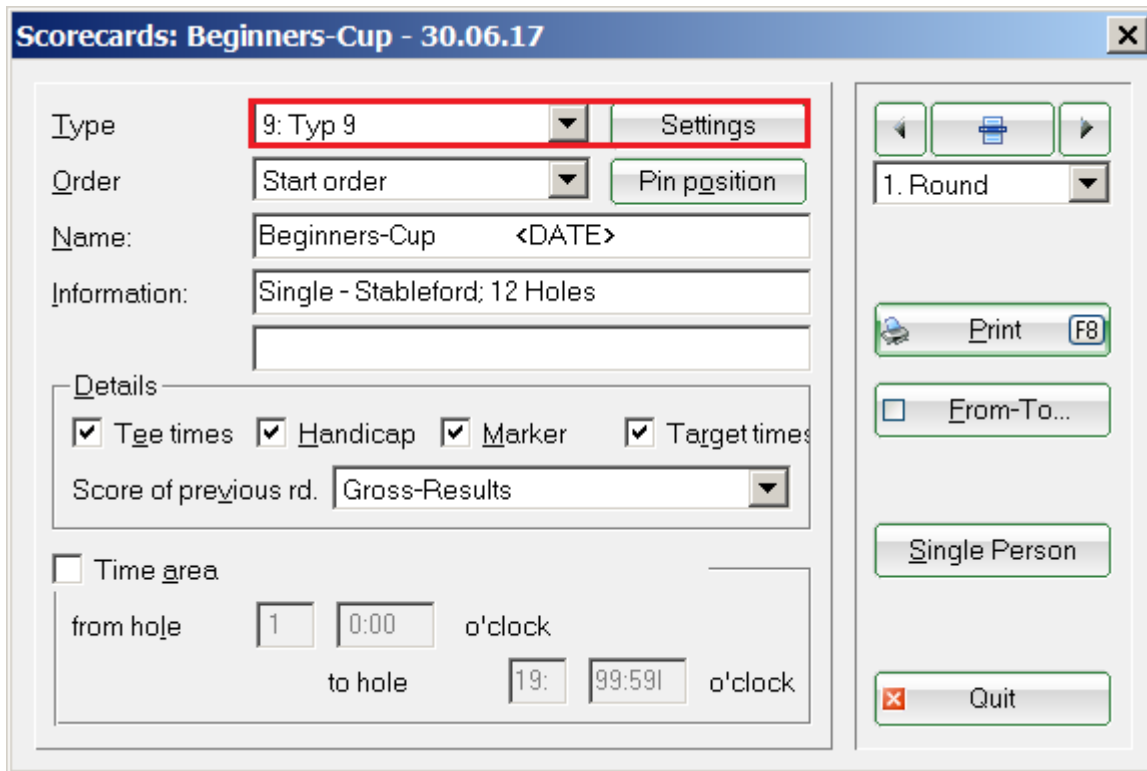 Scorecards: Beginners-Cup - 30.06.17
Type 9: Typ 9 Settings
Order Start order Pin position
1. Round
Name: Beginners-Cup <DATE>
Information: Single - Stableford; 12 Holes
Print F8
Details
Tee times Handicap Marker Target times
From-To...
Score of previous rd. Gross-Results
Single Person
Time area
from hole 1 0:00 o'clock
to hole 19: 99:59 o'clock
Quit